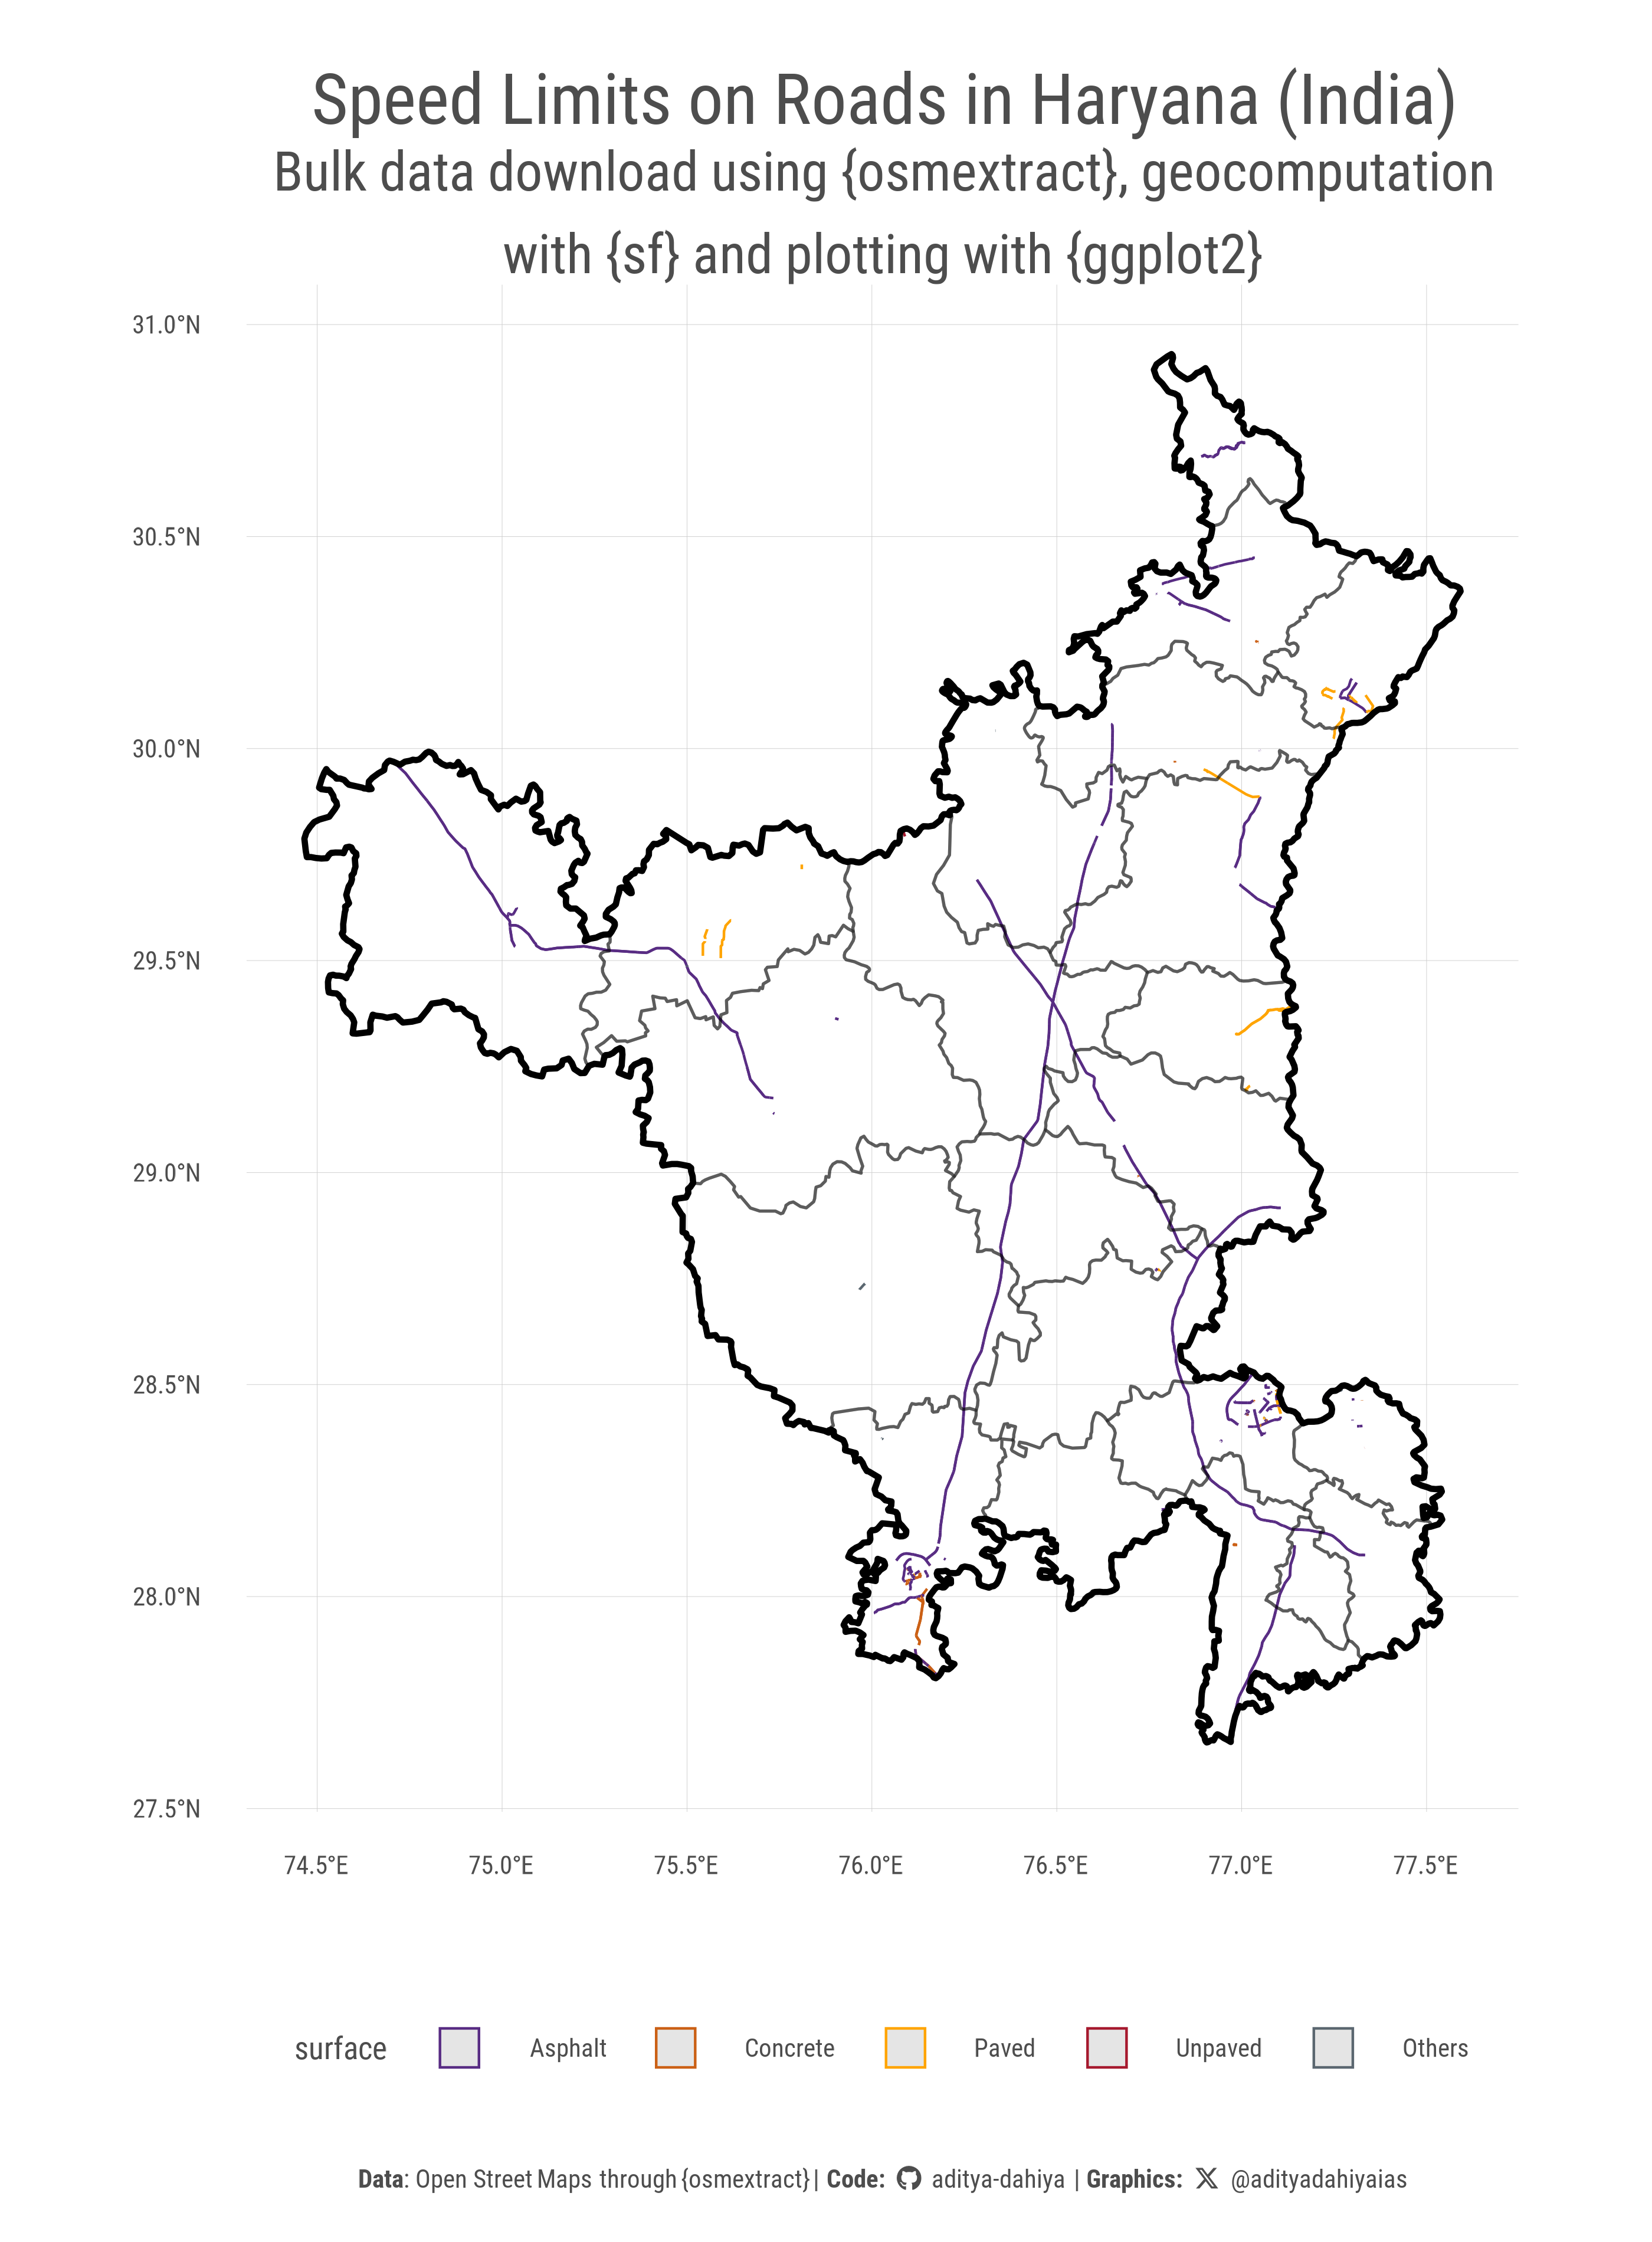 Speed Limits on Roads in Haryana (India)
Bulk data download using {osmextract}, geocomputation
with {sf} and plotting with {ggplot2}
31.0°N
30.5°N
30.0°N
29.5°N
29.0°N
28.5°N
28.0°N
27.5°N
74.5°E 75.0°E 75.5°E 76.0°E 76.5°E 77.0°E 77.5°E
surface Asphalt Concrete Paved Unpaved Others
Data: Open Street Maps through {osmextract} | Code: aditya-dahiya | Graphics: @adityadahiyaias